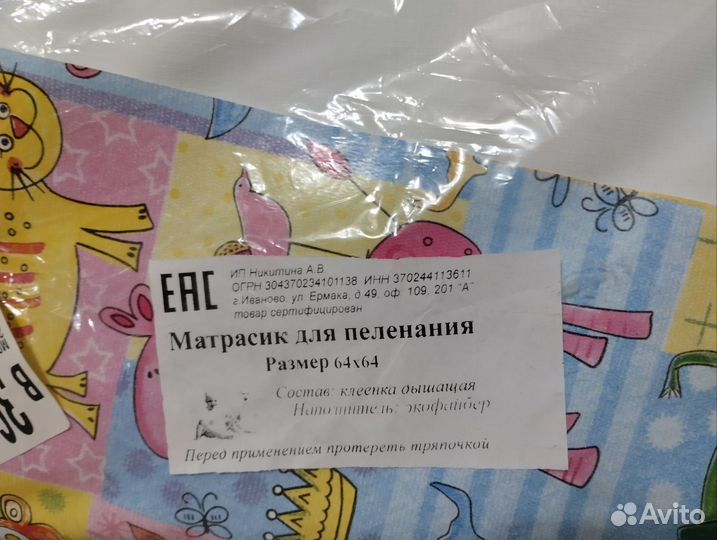 EAC
ИП Никитина А.В
ОГРН 304370234101138 ИНН 370244113611
г.Иваново, ул. Ермака, д 49, оф. 109, 201 "А"
товар сертифицирован
Матрасик для пеленания
Размер 64х64
Состав: клеенка дышащая
Наполнитель: экофайбер
Перед применением протереть тряпочкой
Avito